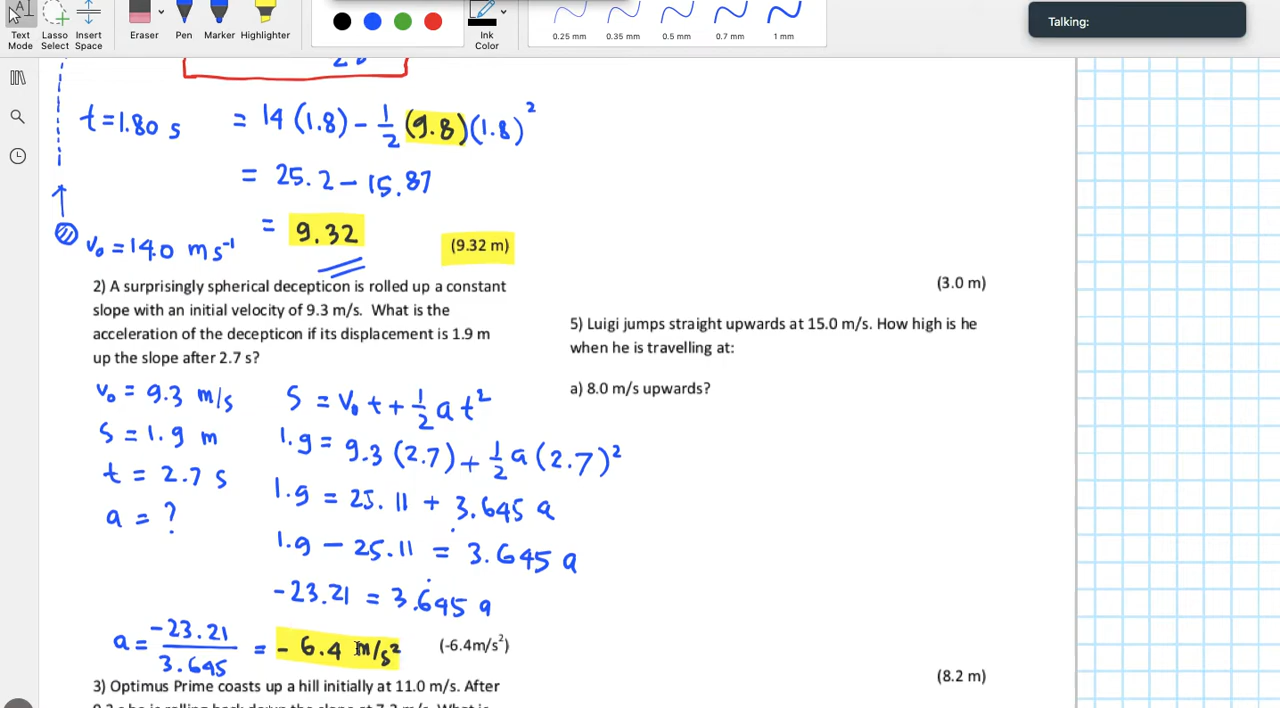 Text
Mode
Lasso
Select
Insert
Space
Eraser
Pen
Marker
Highlighter
Ink
Color
0.25 mm
0.35 mm
0.5 mm
0.7 mm
1 mm
Talking:
t = 1.80 s = 14 (1.8) - 1/2 (9.8)(1.8)²
= 25.2 - 15.87
= 9.32
v₀ = 14.0 m s⁻¹
(9.32 m)
2) A surprisingly spherical decepticon is rolled up a constant
slope with an initial velocity of 9.3 m/s. What is the
acceleration of the decepticon if its displacement is 1.9 m
up the slope after 2.7 s?
v₀ = 9.3 m/s
s = 1.9 m
t = 2.7 s
a = ?
s = v₀ t + 1/2 a t²
1.9 = 9.3 (2.7) + 1/2 a (2.7)²
1.9 = 25.11 + 3.645 a
1.9 - 25.11 = 3.645 a
-23.21 = 3.645 a
a = -23.21/3.645 = - 6.4 m/s²
(-6.4m/s²)
3) Optimus Prime coasts up a hill initially at 11.0 m/s. After
(3.0 m)
5) Luigi jumps straight upwards at 15.0 m/s. How high is he
when he is travelling at:
a) 8.0 m/s upwards?
(8.2 m)